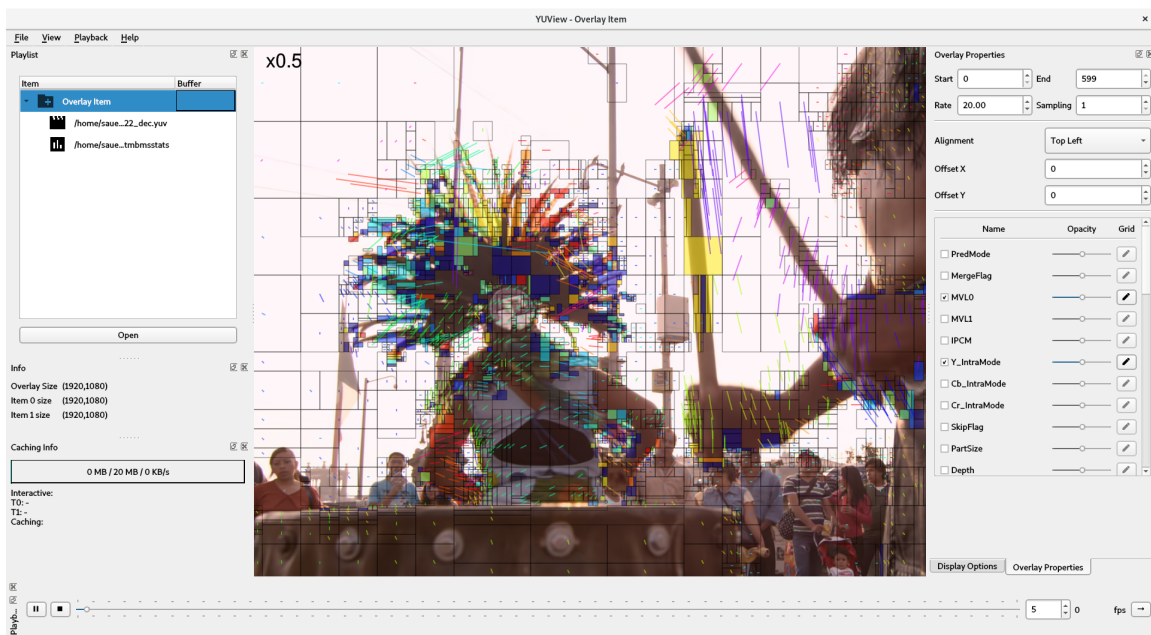 YUView - Overlay Item
File View Playback Help
Playlist
Item Buffer
Overlay Item
/home/saue...22_dec.yuv
/home/saue...tmbmsstats
Open
Info
Overlay Size (1920,1080)
Item 0 size (1920,1080)
Item 1 size (1920,1080)
Caching Info
0 MB / 20 MB / 0 KB/s
Interactive:
T0: -
T1: -
Caching:
x0.5
Overlay Properties
Start 0 End 599
Rate 20.00 Sampling 1
Alignment Top Left
Offset X 0
Offset Y 0
Name Opacity Grid
PredMode
MergeFlag
MVL0
MVL1
IPCM
Y_IntraMode
Cb_IntraMode
Cr_IntraMode
SkipFlag
PartSize
Depth
Display Options Overlay Properties
Playb...
5 0 fps